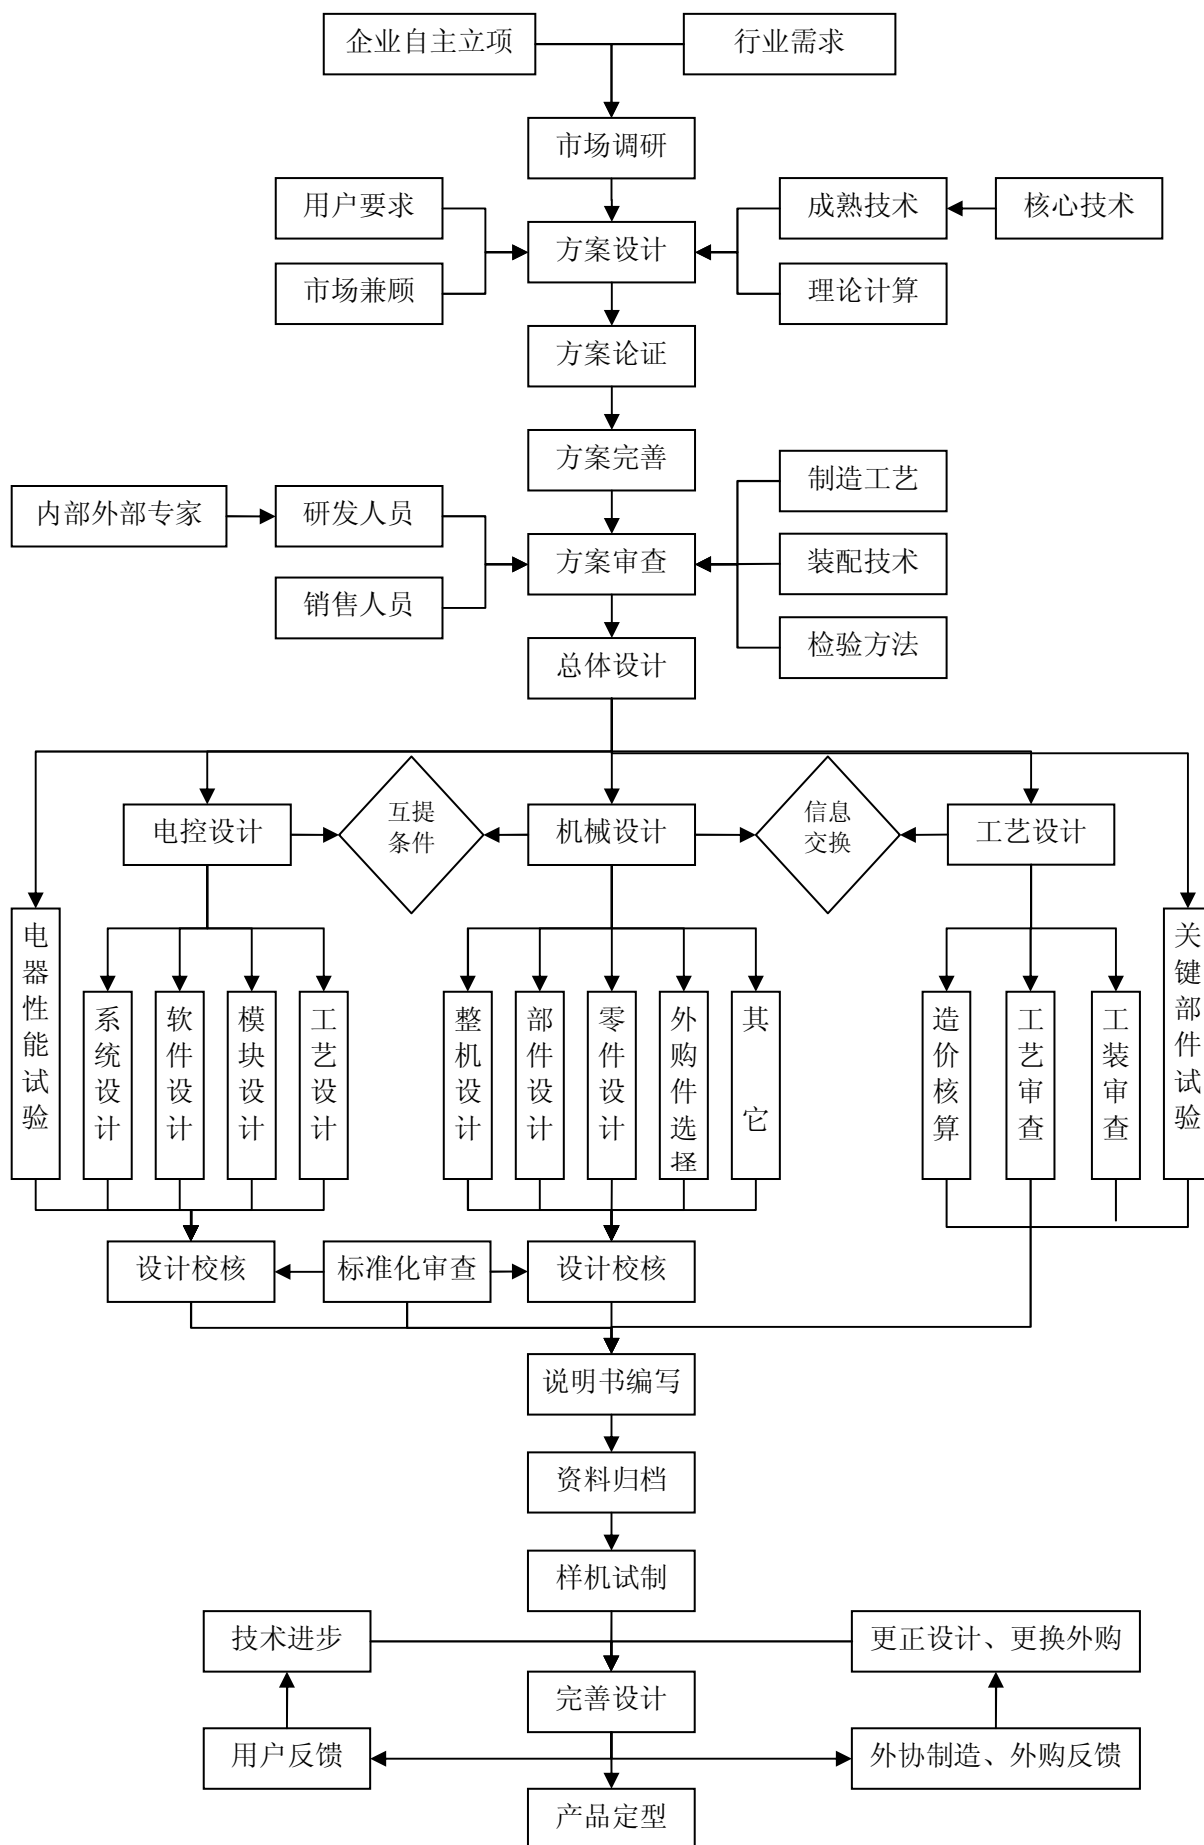 企业自主立项
行业需求
市场调研
用户要求
成熟技术
核心技术
方案设计
市场兼顾
理论计算
方案论证
方案完善
制造工艺
内部外部专家
研发人员
方案审查
装配技术
销售人员
检验方法
总体设计
电控设计
互提
条件
机械设计
信息
交换
工艺设计
电器性能试验
系统设计
软件设计
模块设计
工艺设计
整机设计
部件设计
零件设计
外购件选择
其它
造价核算
工艺审查
工装审查
关键部件试验
设计校核
标准化审查
设计校核
说明书编写
资料归档
样机试制
技术进步
更正设计、更换外购
完善设计
用户反馈
外协制造、外购反馈
产品定型